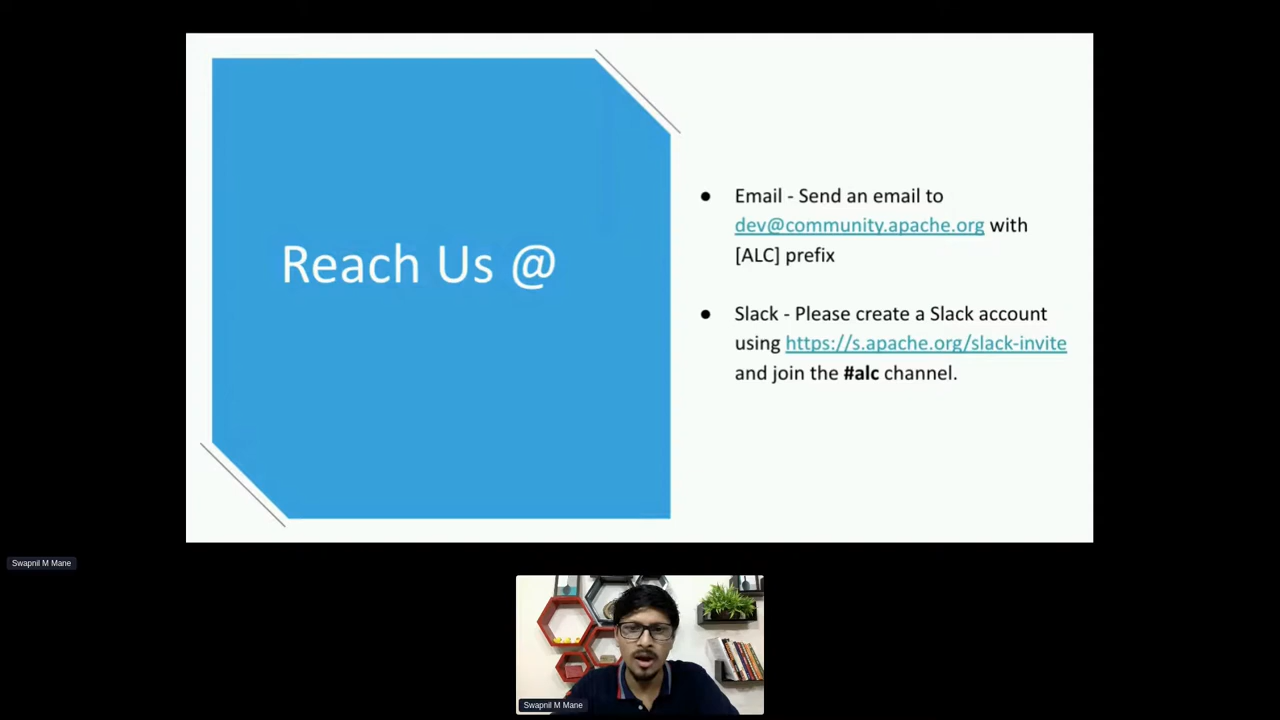 Reach Us @
● Email - Send an email to
dev@community.apache.org with
[ALC] prefix
● Slack - Please create a Slack account
using https://s.apache.org/slack-invite
and join the #alc channel.
Swapnil M Mane
Swapnil M Mane